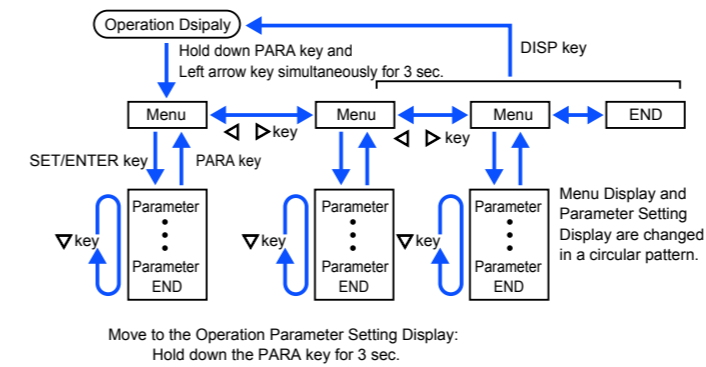 Operation Dsipaly
DISP key
Hold down PARA key and
Left arrow key simultaneously for 3 sec.
Menu
Menu
Menu
END
◁ ▷ key
◁ ▷ key
SET/ENTER key
PARA key
Parameter
Parameter
END
▽ key
Parameter
Parameter
END
▽ key
Parameter
Parameter
END
▽ key
Menu Display and
Parameter Setting
Display are changed
in a circular pattern.
Move to the Operation Parameter Setting Display:
Hold down the PARA key for 3 sec.